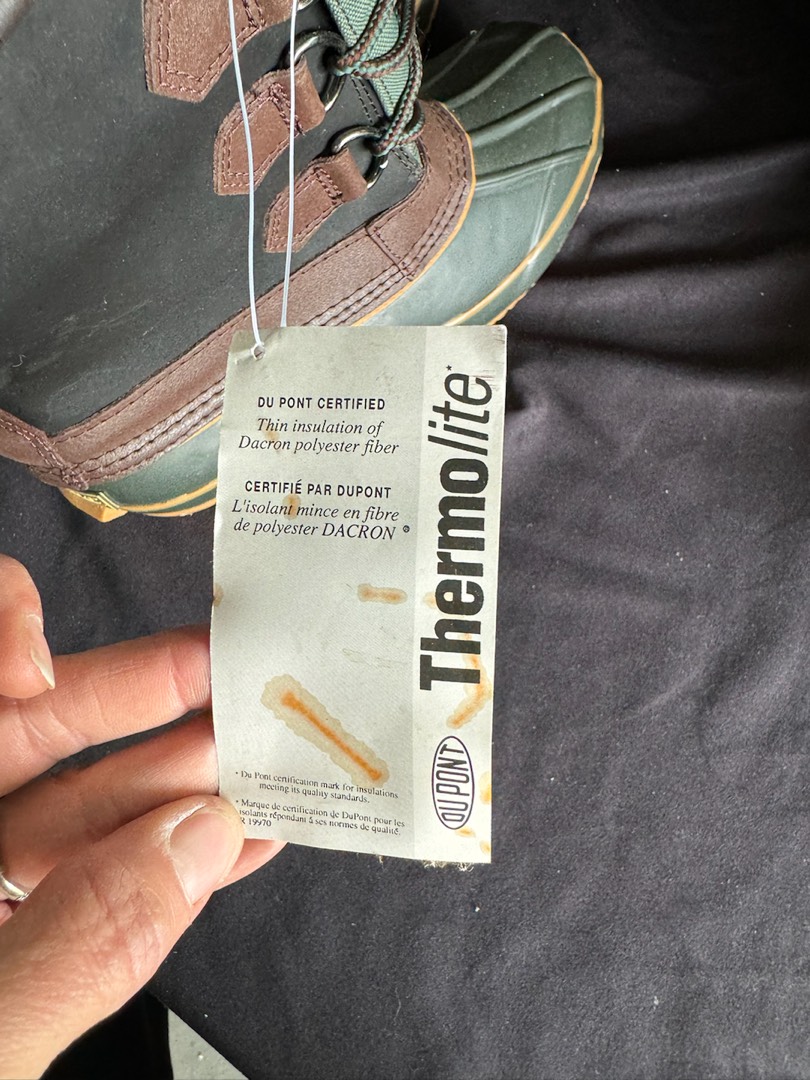 DU PONT CERTIFIED
Thin insulation of
Dacron polyester fiber
CERTIFIÉ PAR DUPONT
L'isolant mince en fibre
de polyester DACRON ®
* Du Pont certification mark for insulations
meeting its quality standards.
* Marque de certification de DuPont pour les
isolants répondant à ses normes de qualité.
R 19970
Thermolite*
DU PONT